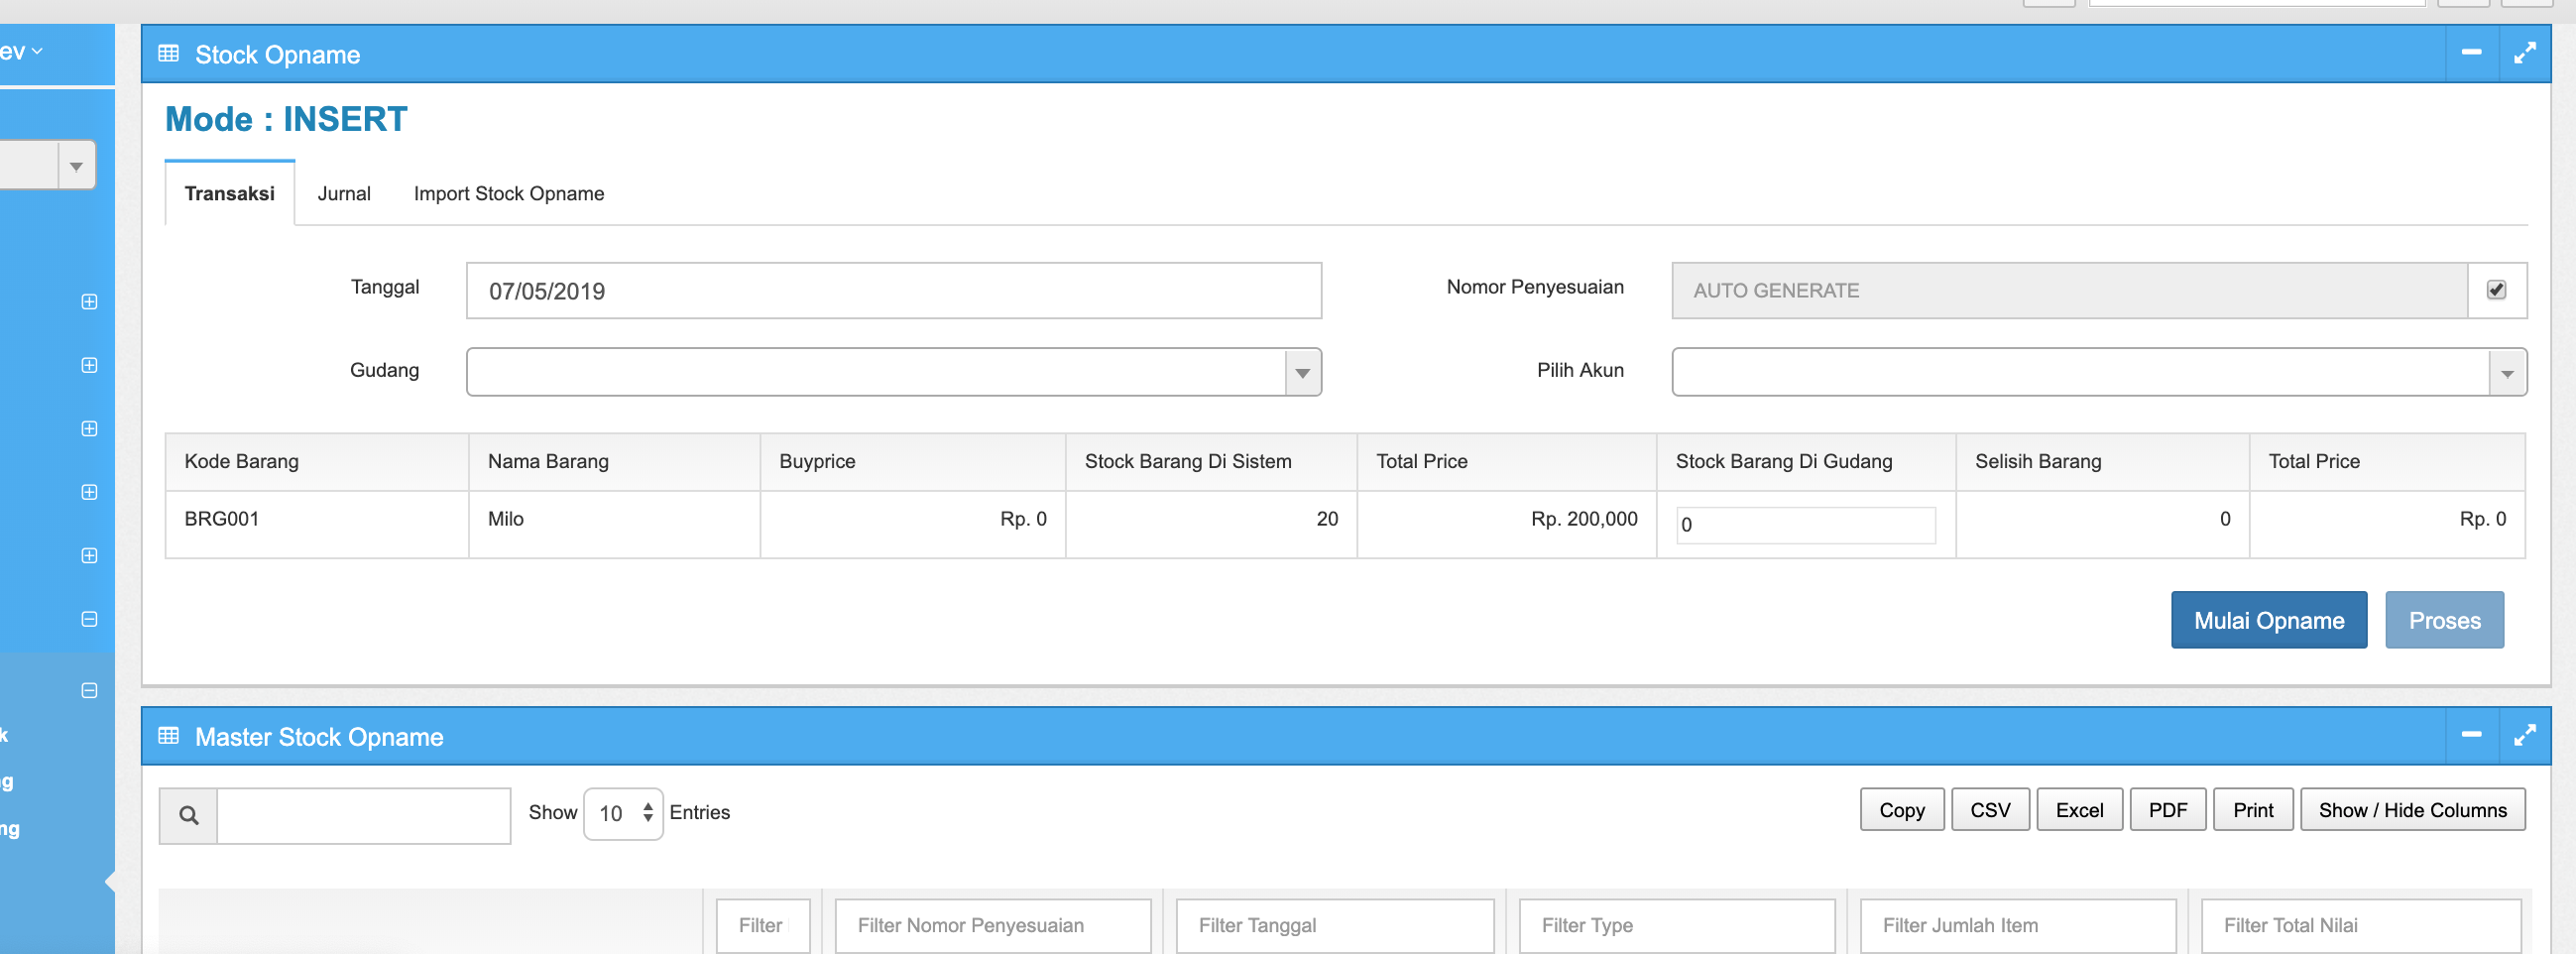 ev
Stock Opname
Mode : INSERT
Transaksi Jurnal Import Stock Opname
Tanggal 07/05/2019 Nomor Penyesuaian AUTO GENERATE
Gudang Pilih Akun
Kode Barang Nama Barang Buyprice Stock Barang Di Sistem Total Price Stock Barang Di Gudang Selisih Barang Total Price
BRG001 Milo Rp. 0 20 Rp. 200,000 0 0 Rp. 0
Mulai Opname Proses
k
Master Stock Opname
g
Show 10 Entries Copy CSV Excel PDF Print Show / Hide Columns
ng
Filter Filter Nomor Penyesuaian Filter Tanggal Filter Type Filter Jumlah Item Filter Total Nilai